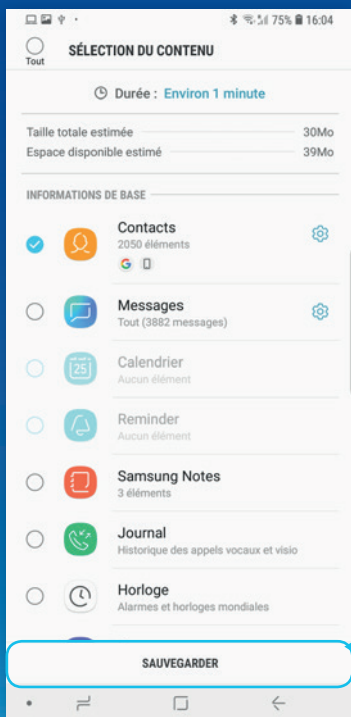 75% 16:04
Tout
SÉLECTION DU CONTENU
Durée : Environ 1 minute
Taille totale estimée 30Mo
Espace disponible estimé 39Mo
INFORMATIONS DE BASE
Contacts
2050 éléments
G
Messages
Tout (3882 messages)
25
Calendrier
Aucun élément
Reminder
Aucun élément
Samsung Notes
3 éléments
Journal
Historique des appels vocaux et visio
Horloge
Alarmes et horloges mondiales
SAUVEGARDER